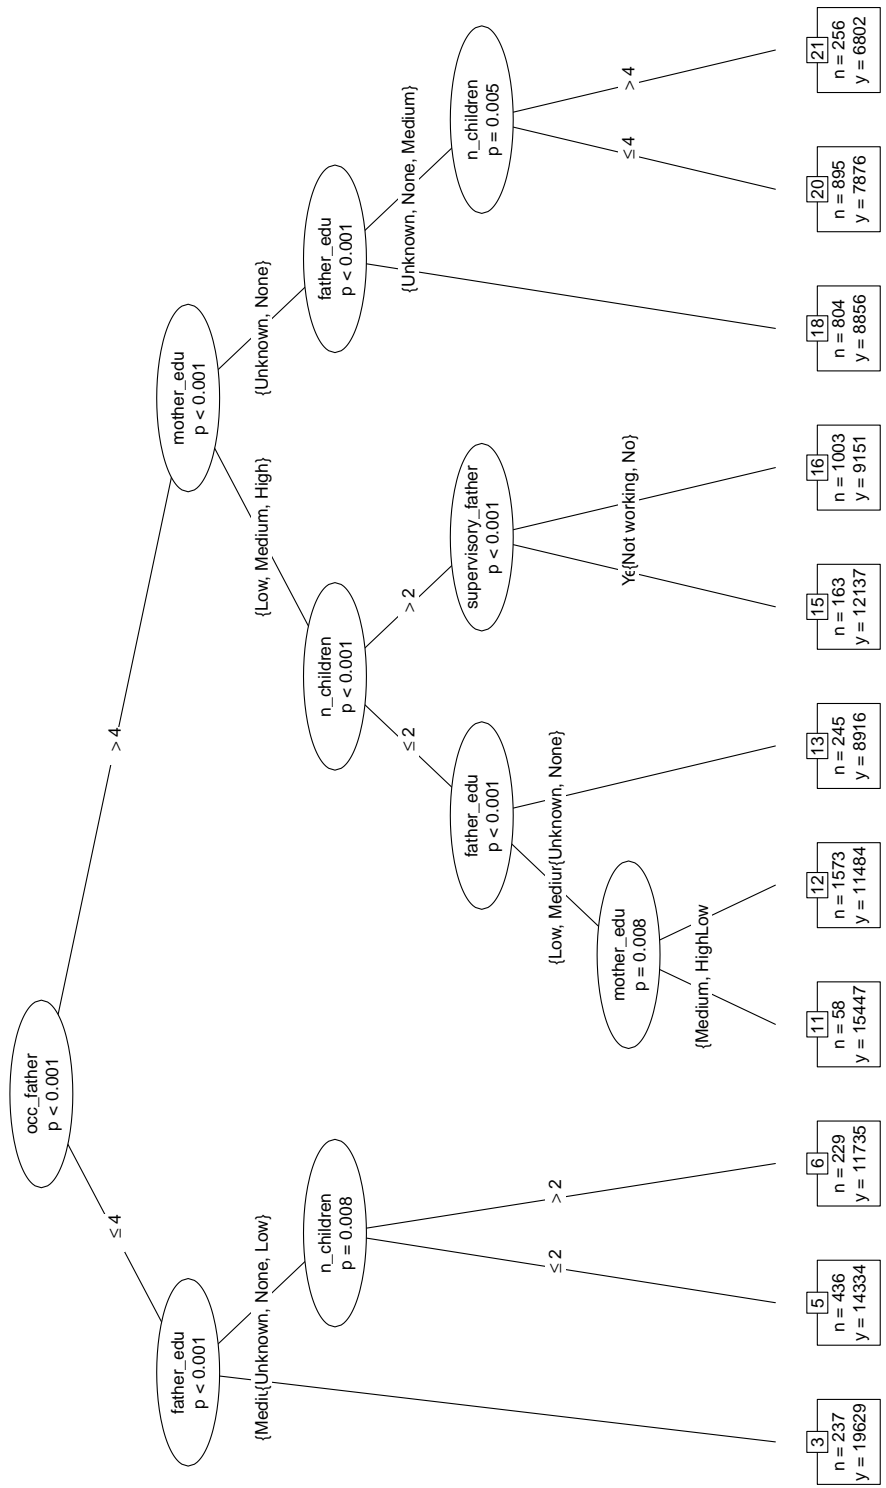 occ_father
p < 0.001
≤ 4
> 4
father_edu
p < 0.001
{Unknown, None, Low}
3
n = 237
y = 19629
n_children
p = 0.008
≤ 2
> 2
5
n = 436
y = 14334
6
n = 229
y = 11735
mother_edu
p < 0.001
{Low, Medium, High}
{Unknown, None}
n_children
p < 0.001
≤ 2
> 2
father_edu
p < 0.001
{Low, {Unknown, None}
mother_edu
p = 0.008
{Medium, HighLow
11
n = 58
y = 15447
12
n = 1573
y = 11484
13
n = 245
y = 8916
supervisory_father
p < 0.001
{Not working, No}
15
n = 163
y = 12137
16
n = 1003
y = 9151
father_edu
p < 0.001
{Unknown, None, Medium}
18
n = 804
y = 8856
n_children
p = 0.005
≤ 4
> 4
20
n = 895
y = 7876
21
n = 256
y = 6802